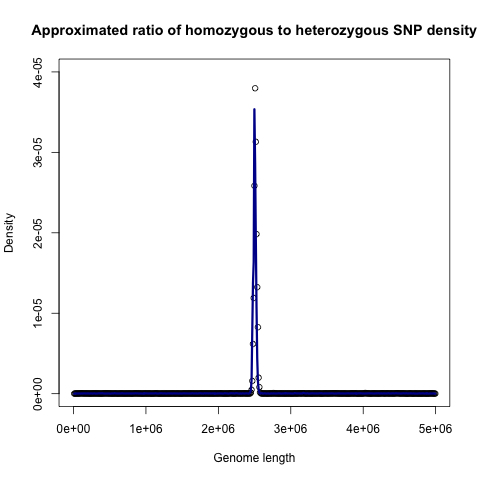 Approximated ratio of homozygous to heterozygous SNP density
4e-05
3e-05
2e-05
1e-05
0e+00
Density
0e+00 1e+06 2e+06 3e+06 4e+06 5e+06
Genome length